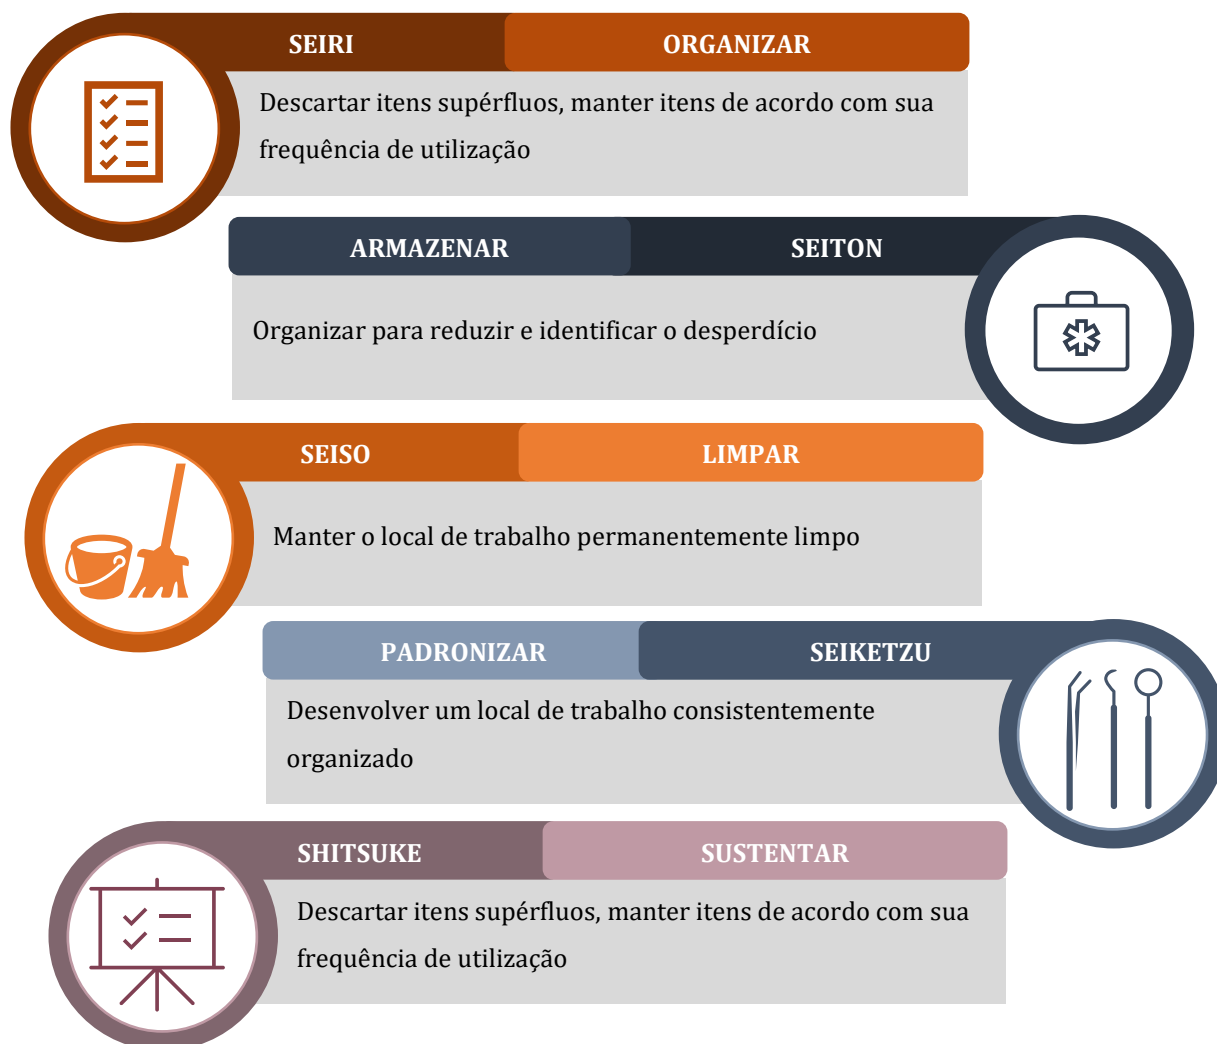 SEIRI ORGANIZAR
Descartar itens supérfluos, manter itens de acordo com sua
frequência de utilização
ARMAZENAR SEITON
Organizar para reduzir e identificar o desperdício
SEISO LIMPAR
Manter o local de trabalho permanentemente limpo
PADRONIZAR SEIKETZU
Desenvolver um local de trabalho consistentemente
organizado
SHITSUKE SUSTENTAR
Descartar itens supérfluos, manter itens de acordo com sua
frequência de utilização